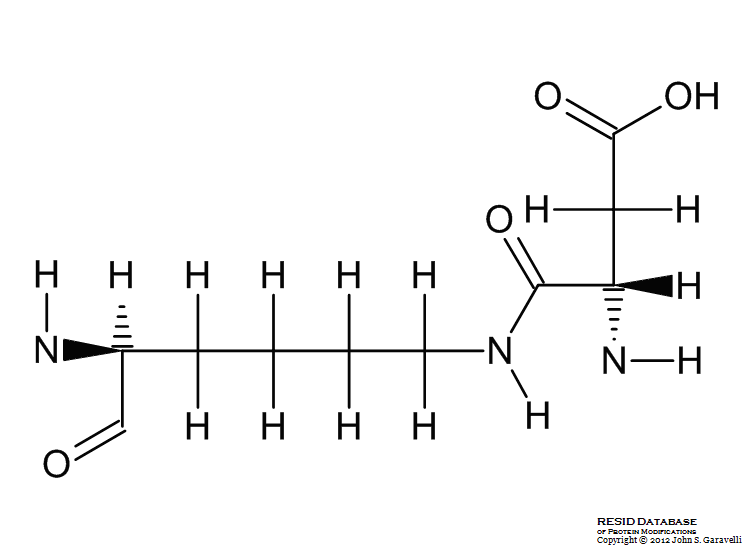 O OH
O H H
H H H H H H H
N N N H
H H H H H
O
RESID DATABASE
OF PROTEIN MODIFICATIONS
Copyright © 2012 John S. Garavelli